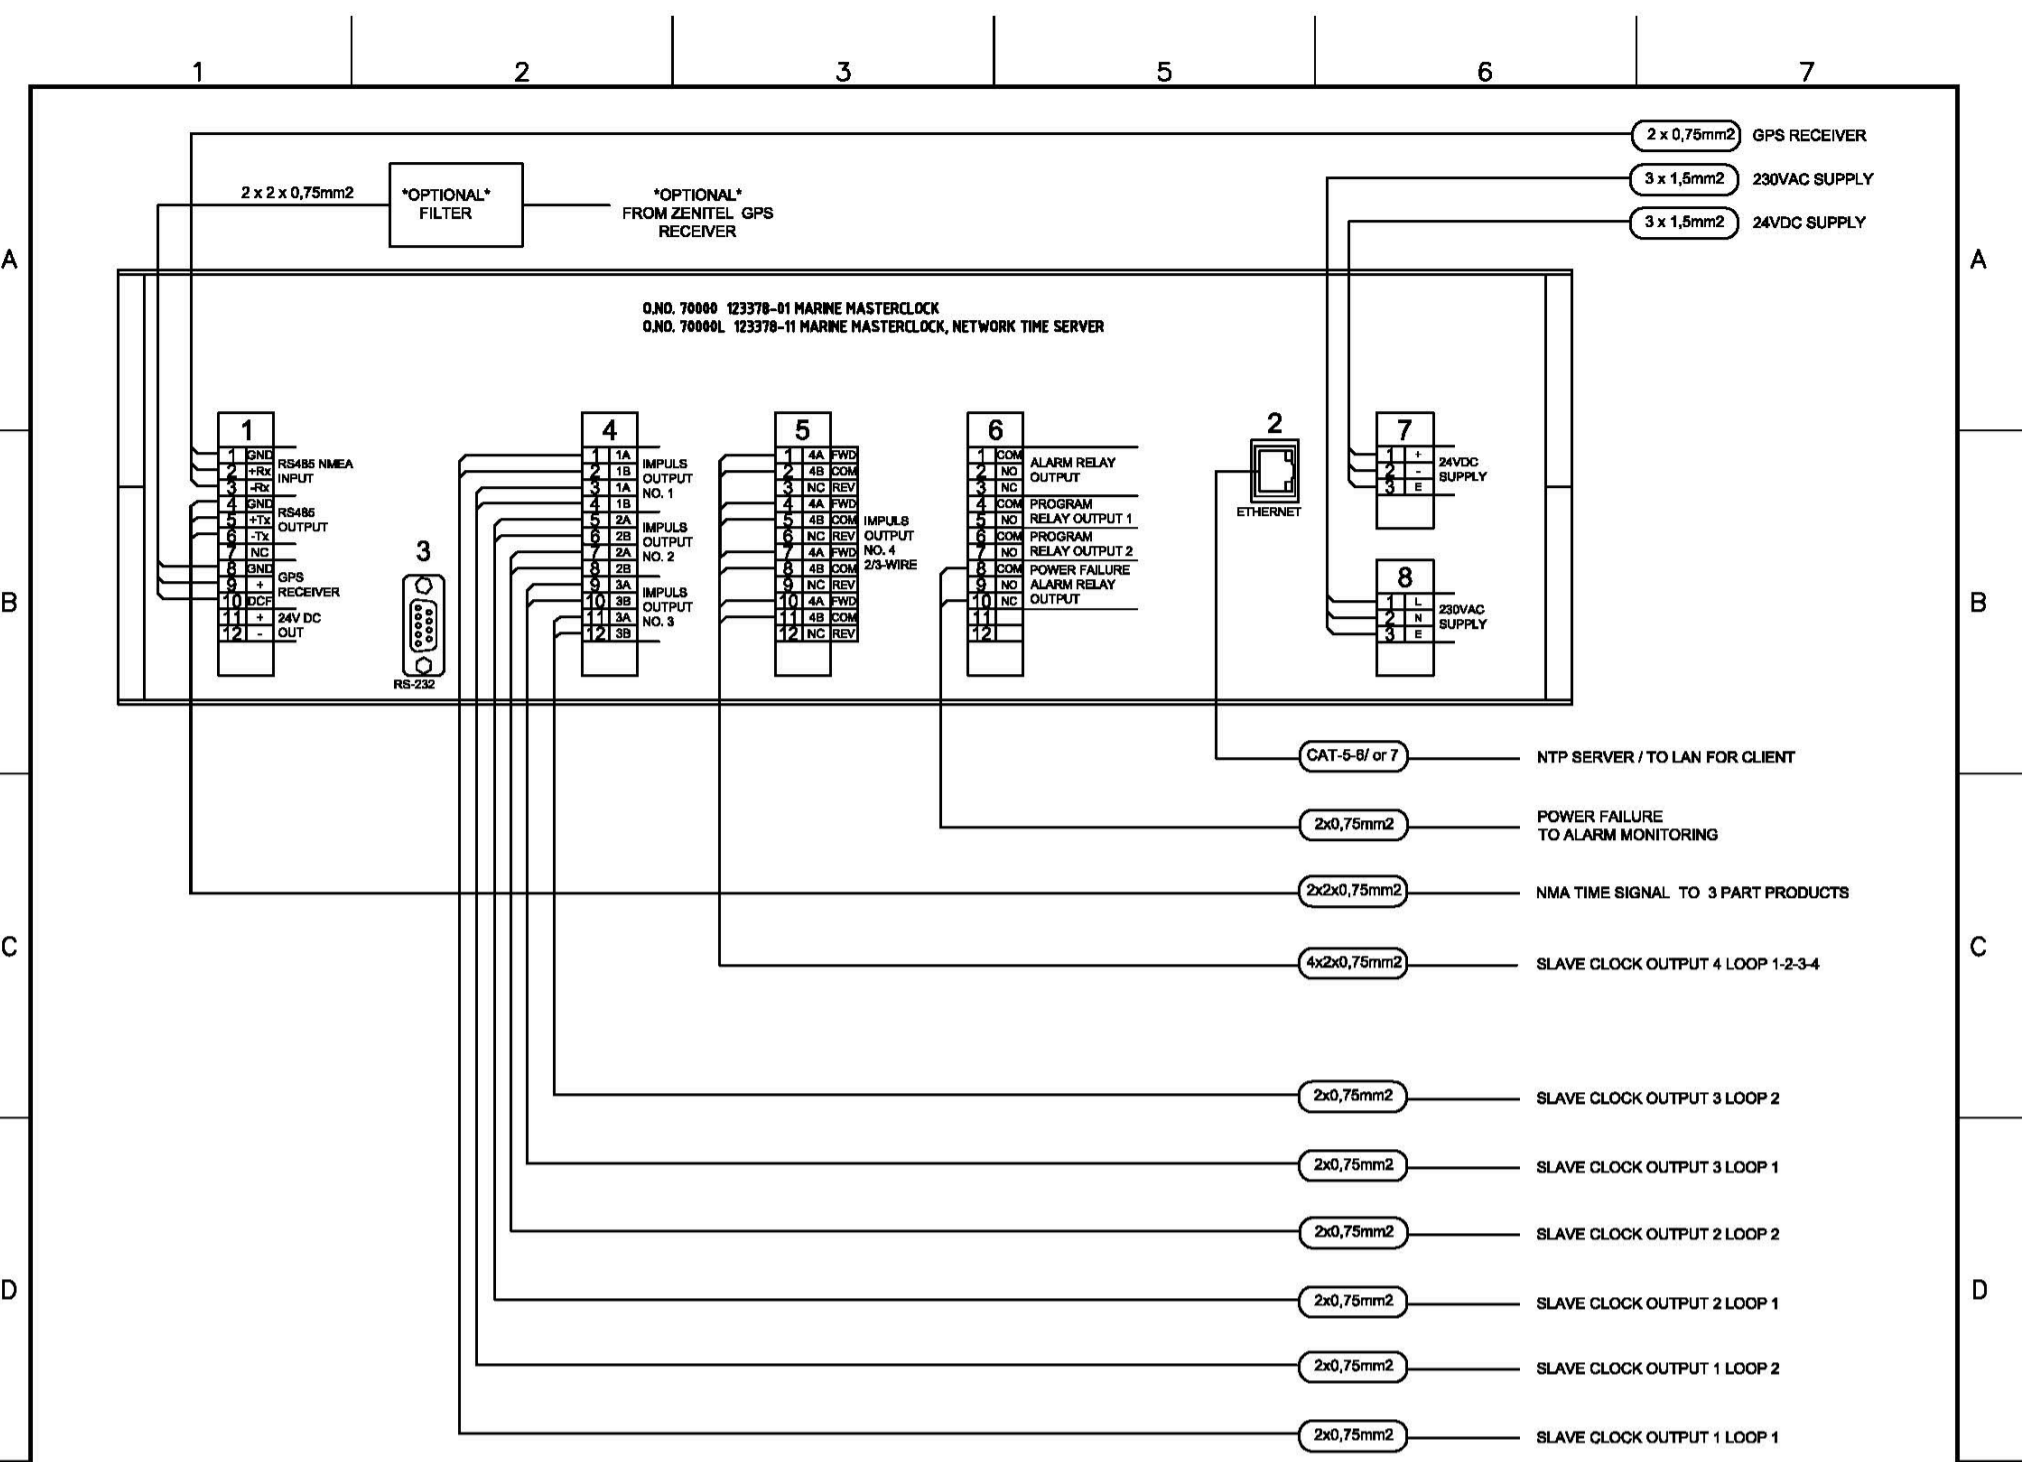 1 2 3 5 6 7
2 x 0,75mm2 GPS RECEIVER
3 x 1,5mm2 230VAC SUPPLY
3 x 1,5mm2 24VDC SUPPLY
2 x 2 x 0,75mm2
*OPTIONAL*
FILTER
*OPTIONAL*
FROM ZENITEL GPS
RECEIVER
A A
O.NO. 70000 123378-01 MARINE MASTERCLOCK
O.NO. 70000L 123378-11 MARINE MASTERCLOCK, NETWORK TIME SERVER
1
1 GND
2 +Rx
3 -Rx
4 GND
5 +Tx
6 -Tx
7 NC
8 GND
9 +
10 DCF
11 +
12 -
RS485 NMEA
INPUT
RS485
OUTPUT
GPS
RECEIVER
24V DC
OUT
3
RS-232
4
1 1A
2 1B
3 1A
4 1B
5 2A
6 2B
7 2A
8 2B
9 3A
10 3B
11 3A
12 3B
IMPULS
OUTPUT
NO. 1
IMPULS
OUTPUT
NO. 2
IMPULS
OUTPUT
NO. 3
5
1 4A FWD
2 4B COM
3 NC REV
4 4A FWD
5 4B COM
6 NC REV
7 4A FWD
8 4B COM
9 NC REV
10 4A FWD
11 4B COM
12 NC REV
IMPULS
OUTPUT
NO. 4
2/3-WIRE
6
1 COM
2 NO
3 NC
4 COM
5 NO
6 COM
7 NO
8 COM
9 NO
10 NC
11
12
ALARM RELAY
OUTPUT
PROGRAM
RELAY OUTPUT 1
PROGRAM
RELAY OUTPUT 2
POWER FAILURE
ALARM RELAY
OUTPUT
2
ETHERNET
7
1 +
2 -
3 E
24VDC
SUPPLY
8
1 L
2 N
3 E
230VAC
SUPPLY
B B
CAT-5-6/ or 7 NTP SERVER / TO LAN FOR CLIENT
2x0,75mm2 POWER FAILURE
TO ALARM MONITORING
2x2x0,75mm2 NMA TIME SIGNAL TO 3 PART PRODUCTS
C C
4x2x0,75mm2 SLAVE CLOCK OUTPUT 4 LOOP 1-2-3-4
2x0,75mm2 SLAVE CLOCK OUTPUT 3 LOOP 2
2x0,75mm2 SLAVE CLOCK OUTPUT 3 LOOP 1
2x0,75mm2 SLAVE CLOCK OUTPUT 2 LOOP 2
D D
2x0,75mm2 SLAVE CLOCK OUTPUT 2 LOOP 1
2x0,75mm2 SLAVE CLOCK OUTPUT 1 LOOP 2
2x0,75mm2 SLAVE CLOCK OUTPUT 1 LOOP 1